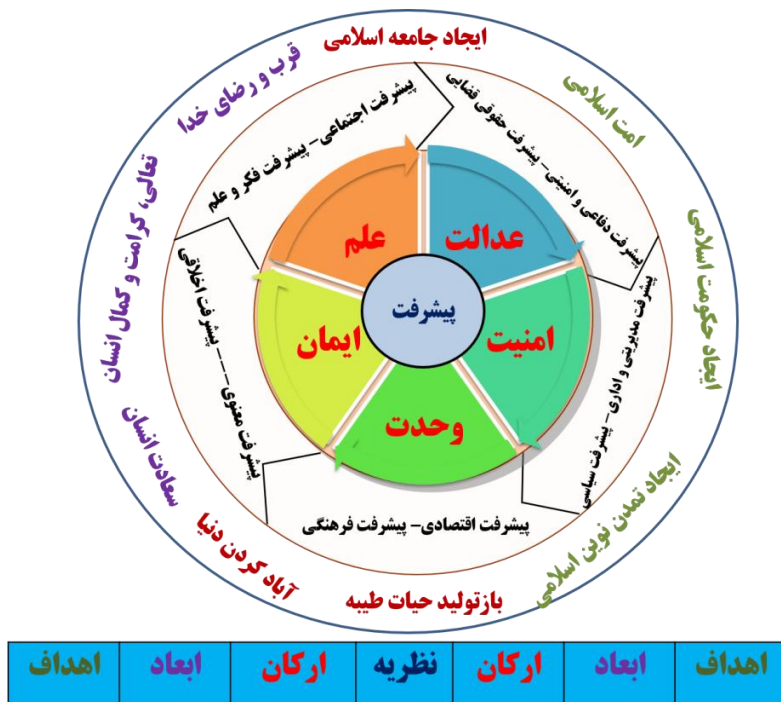 ایجاد جامعه اسلامی
امت اسلامی
ایجاد حکومت اسلامی
ایجاد تمدن نوین اسلامی
بازتولید حیات طیبه
آباد کردن دنیا
سعادت انسان
تعالی، کرامت و کمال انسان
قرب و رضای خدا
پیشرفت دفاعی و امنیتی - پیشرفت حقوقی قضایی
پیشرفت مدیریتی و اداری - پیشرفت سیاسی
پیشرفت اقتصادی - پیشرفت فرهنگی
پیشرفت معنوی ---- پیشرفت اخلاقی
پیشرفت اجتماعی - پیشرفت فکر و علم
عدالت
امنیت
وحدت
ایمان
علم
پیشرفت
اهداف ابعاد ارکان نظریه ارکان ابعاد اهداف